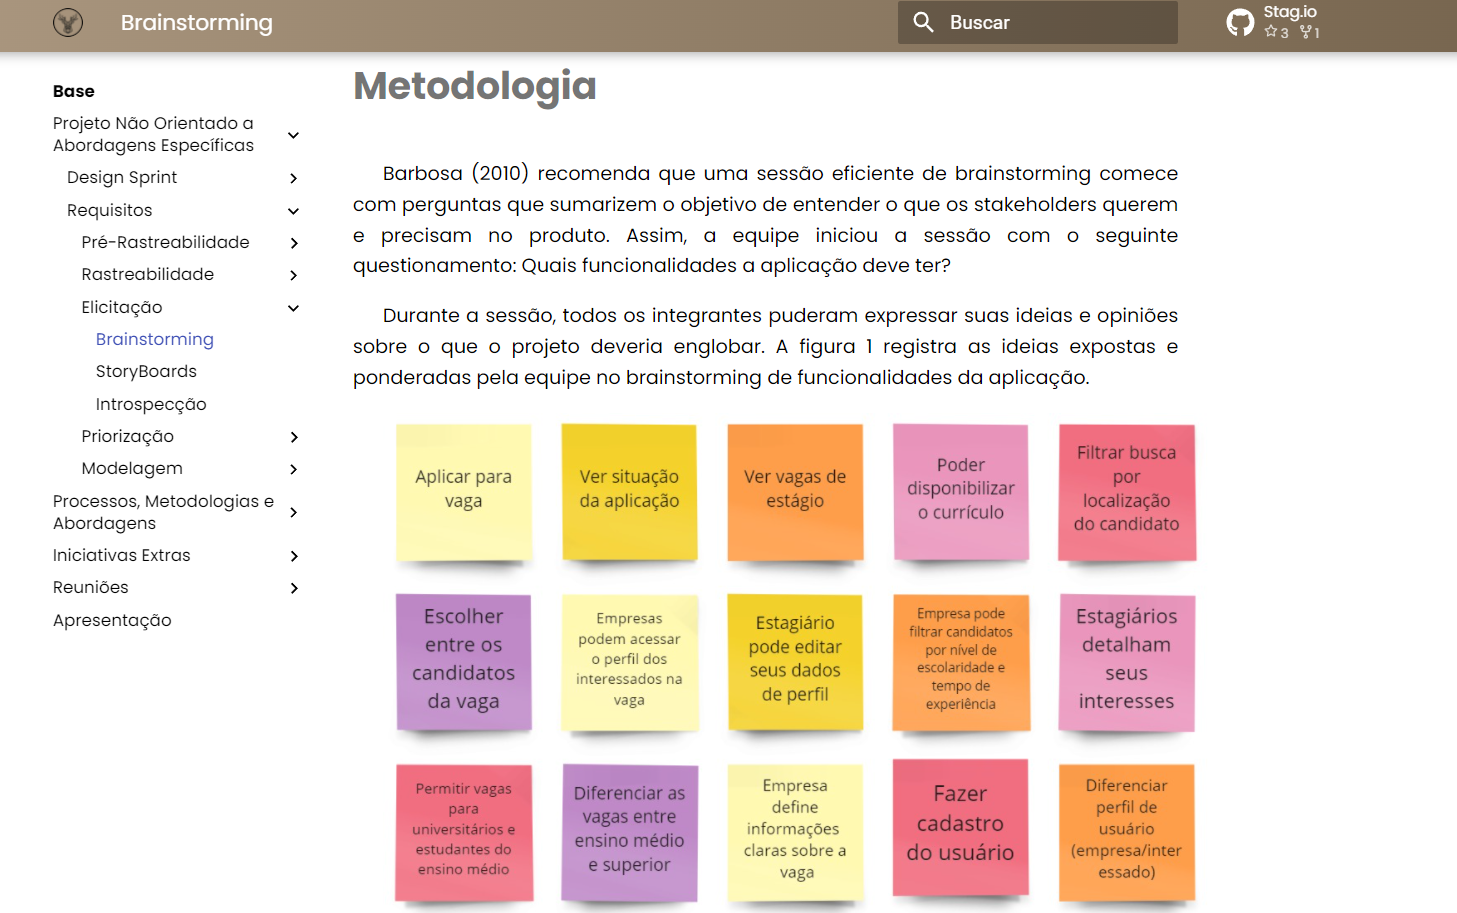 Brainstorming
Buscar
Stag.io
3 1
Base
Projeto Não Orientado a
Abordagens Específicas
Design Sprint
Requisitos
Pré-Rastreabilidade
Rastreabilidade
Elicitação
Brainstorming
StoryBoards
Introspecção
Priorização
Modelagem
Processos, Metodologias e
Abordagens
Iniciativas Extras
Reuniões
Apresentação
Metodologia
Barbosa (2010) recomenda que uma sessão eficiente de brainstorming comece
com perguntas que sumarizem o objetivo de entender o que os stakeholders querem
e precisam no produto. Assim, a equipe iniciou a sessão com o seguinte
questionamento: Quais funcionalidades a aplicação deve ter?
Durante a sessão, todos os integrantes puderam expressar suas ideias e opiniões
sobre o que o projeto deveria englobar. A figura 1 registra as ideias expostas e
ponderadas pela equipe no brainstorming de funcionalidades da aplicação.
Aplicar para
vaga
Ver situação
da aplicação
Ver vagas de
estágio
Poder
disponibilizar
o currículo
Filtrar busca
por
localização
do candidato
Escolher
entre os
candidatos
da vaga
Empresas
podem acessar
o perfil dos
interessados na
vaga
Estagiário
pode editar
seus dados
de perfil
Empresa pode
filtrar candidatos
por nível de
escolaridade e
tempo de
experiência
Estagiários
detalham
seus
interesses
Permitir vagas
para
universitários e
estudantes do
ensino médio
Diferenciar as
vagas entre
ensino médio
e superior
Empresa
define
informações
claras sobre a
vaga
Fazer
cadastro
do usuário
Diferenciar
perfil de
usuário
(empresa/inter
essado)